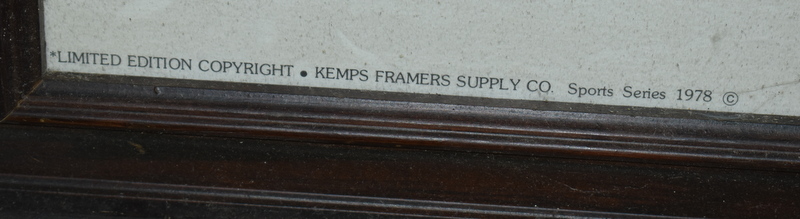 *LIMITED EDITION COPYRIGHT ● KEMPS FRAMERS SUPPLY CO. Sports Series 1978 ©